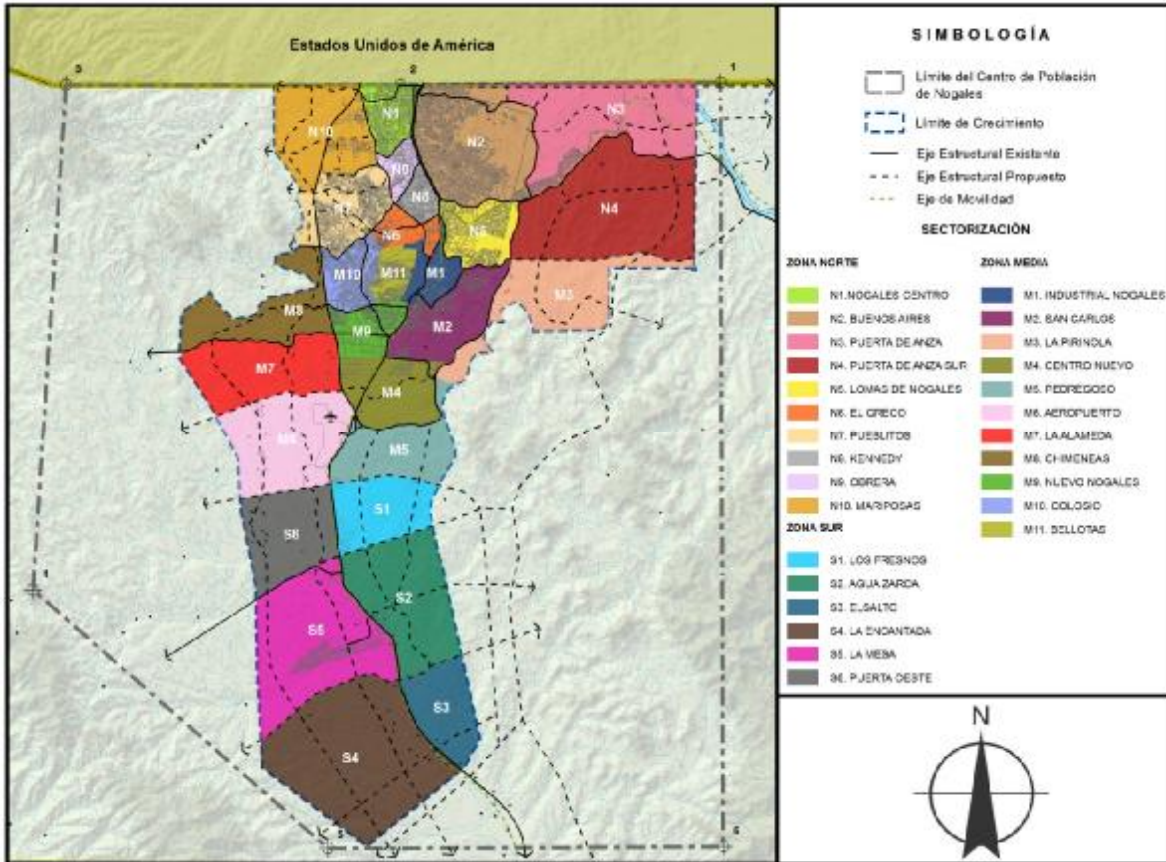 Estados Unidos de América
3
2
1
N10
N1
N2
N3
N9
N8
N7
N4
N6
N5
M10
M11
M1
M3
M8
M9
M2
M7
M4
M6
M5
S1
S6
4
S2
S5
S3
S4
5
6
SIMBOLOGÍA
Límite del Centro de Población
de Nogales
Límite de Crecimiento
Eje Estructural Existente
Eje Estructural Propuesto
Eje de Movilidad
SECTORIZACIÓN
ZONA NORTE
N1.NOGALES CENTRO
N2. BUENOS AIRES
N3. PUERTA DE ANZA
N4. PUERTA DE ANZA SUR
N5. LOMAS DE NOGALES
N6. EL GRECO
N7. PUEBLITOS
N8. KENNEDY
N9. OBRERA
N10. MARIPOSAS
ZONA SUR
S1. LOS FRESNOS
S2. AGUA ZARCA
S3. EL SALTO
S4. LA ENCANTADA
S5. LA MESA
S6. PUERTA OESTE
ZONA MEDIA
M1. INDUSTRIAL NOGALES
M2. SAN CARLOS
M3. LA PIRINOLA
M4. CENTRO NUEVO
M5. PEDREGOSO
M6. AEROPUERTO
M7. LA ALAMEDA
M8. CHIMENEAS
M9. NUEVO NOGALES
M10. COLOSIO
M11. BELLOTAS
N